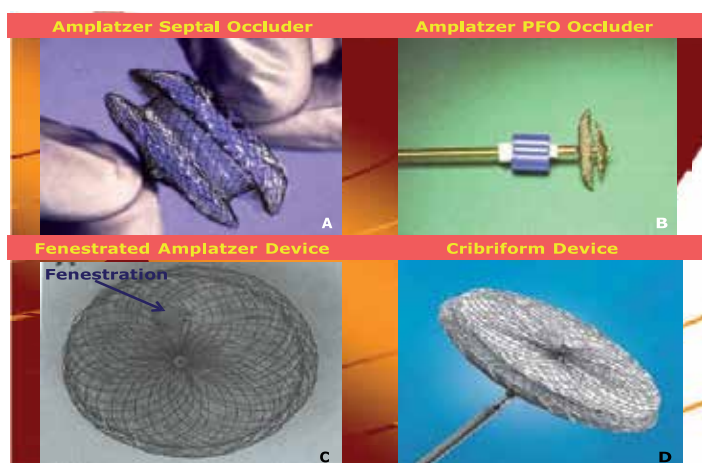 Amplatzer Septal Occluder
Amplatzer PFO Occluder
A
B
Fenestrated Amplatzer Device
Cribriform Device
Fenestration
C
D